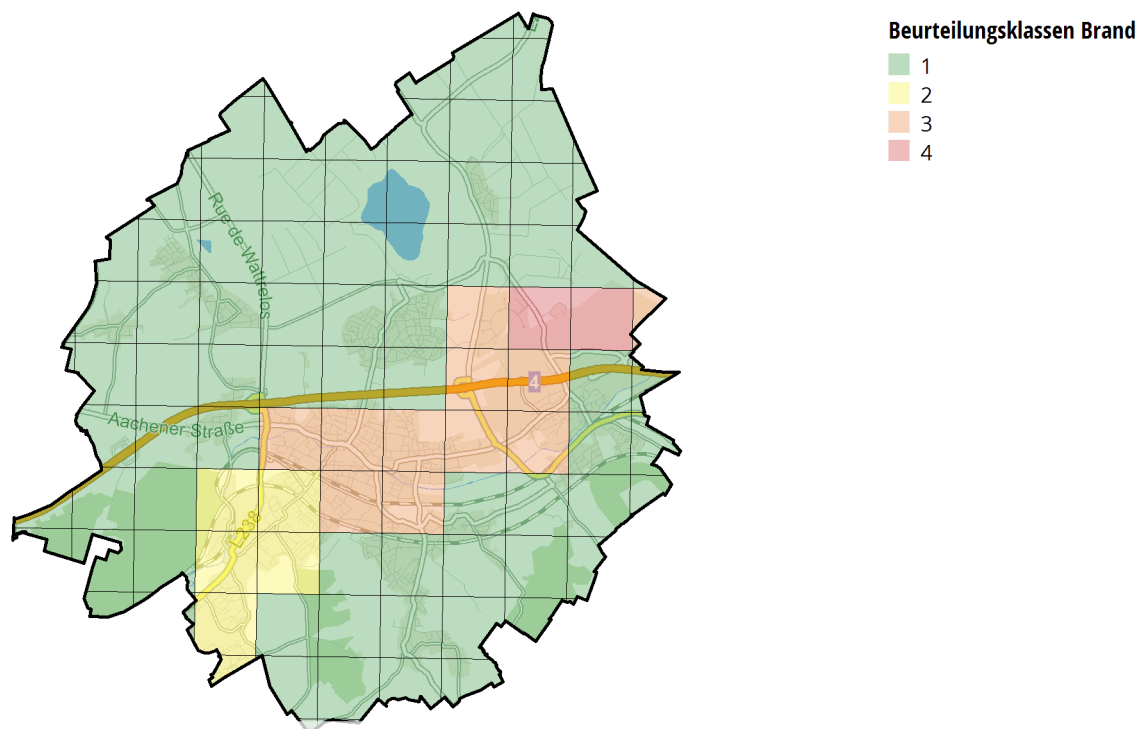 Beurteilungsklassen Brand
1
2
3
4
Rue-de-Wattrelos
4
Aachener-Straße
L238